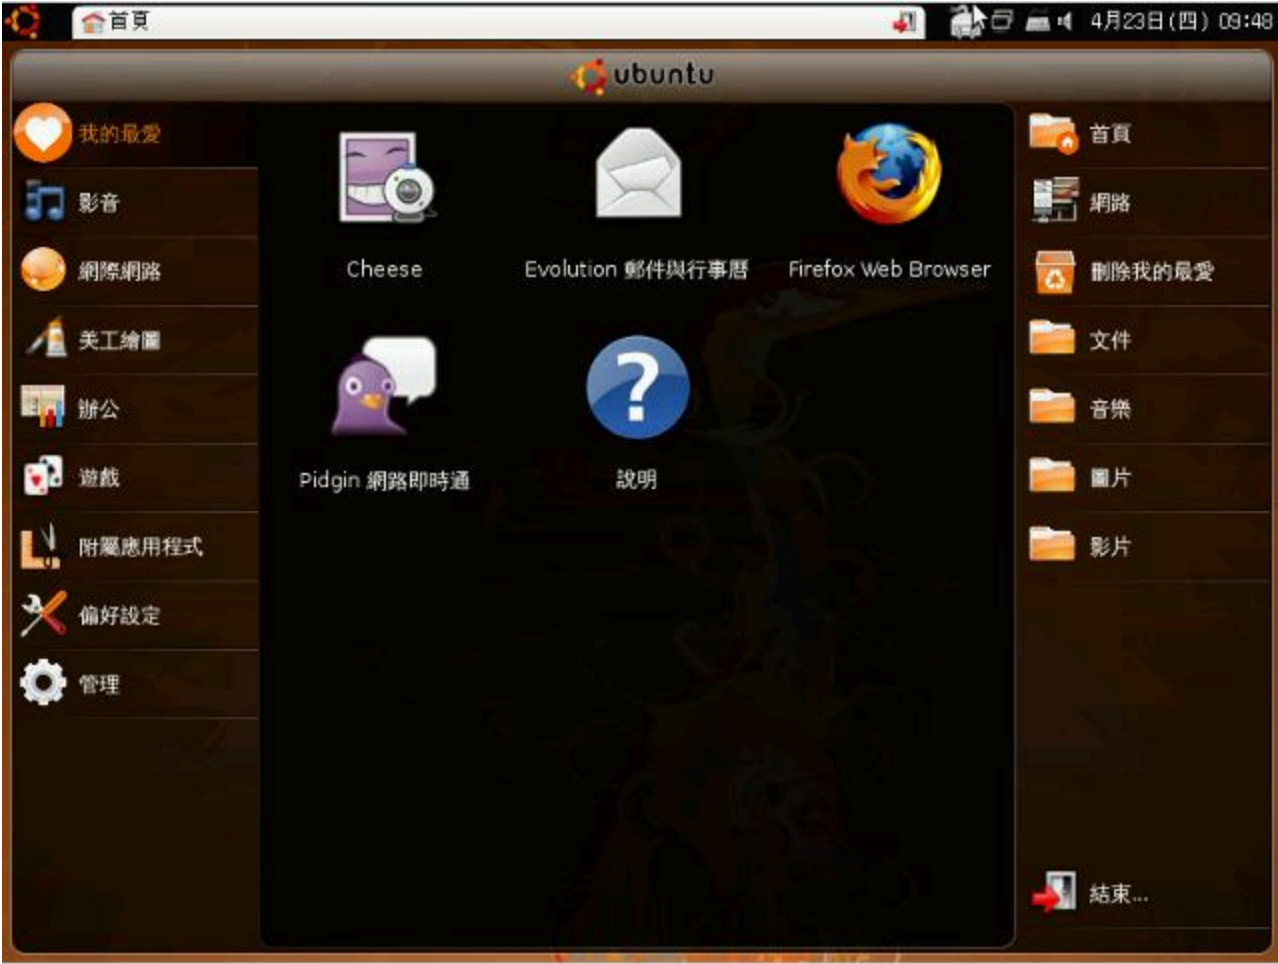 首頁
4月23日(四) 09:48
ubuntu
我的最愛
影音
網際網路
美工繪圖
辦公
遊戲
附屬應用程式
偏好設定
管理
Cheese
Evolution 郵件與行事曆
Firefox Web Browser
Pidgin 網路即時通
說明
首頁
網路
刪除我的最愛
文件
音樂
圖片
影片
結束...